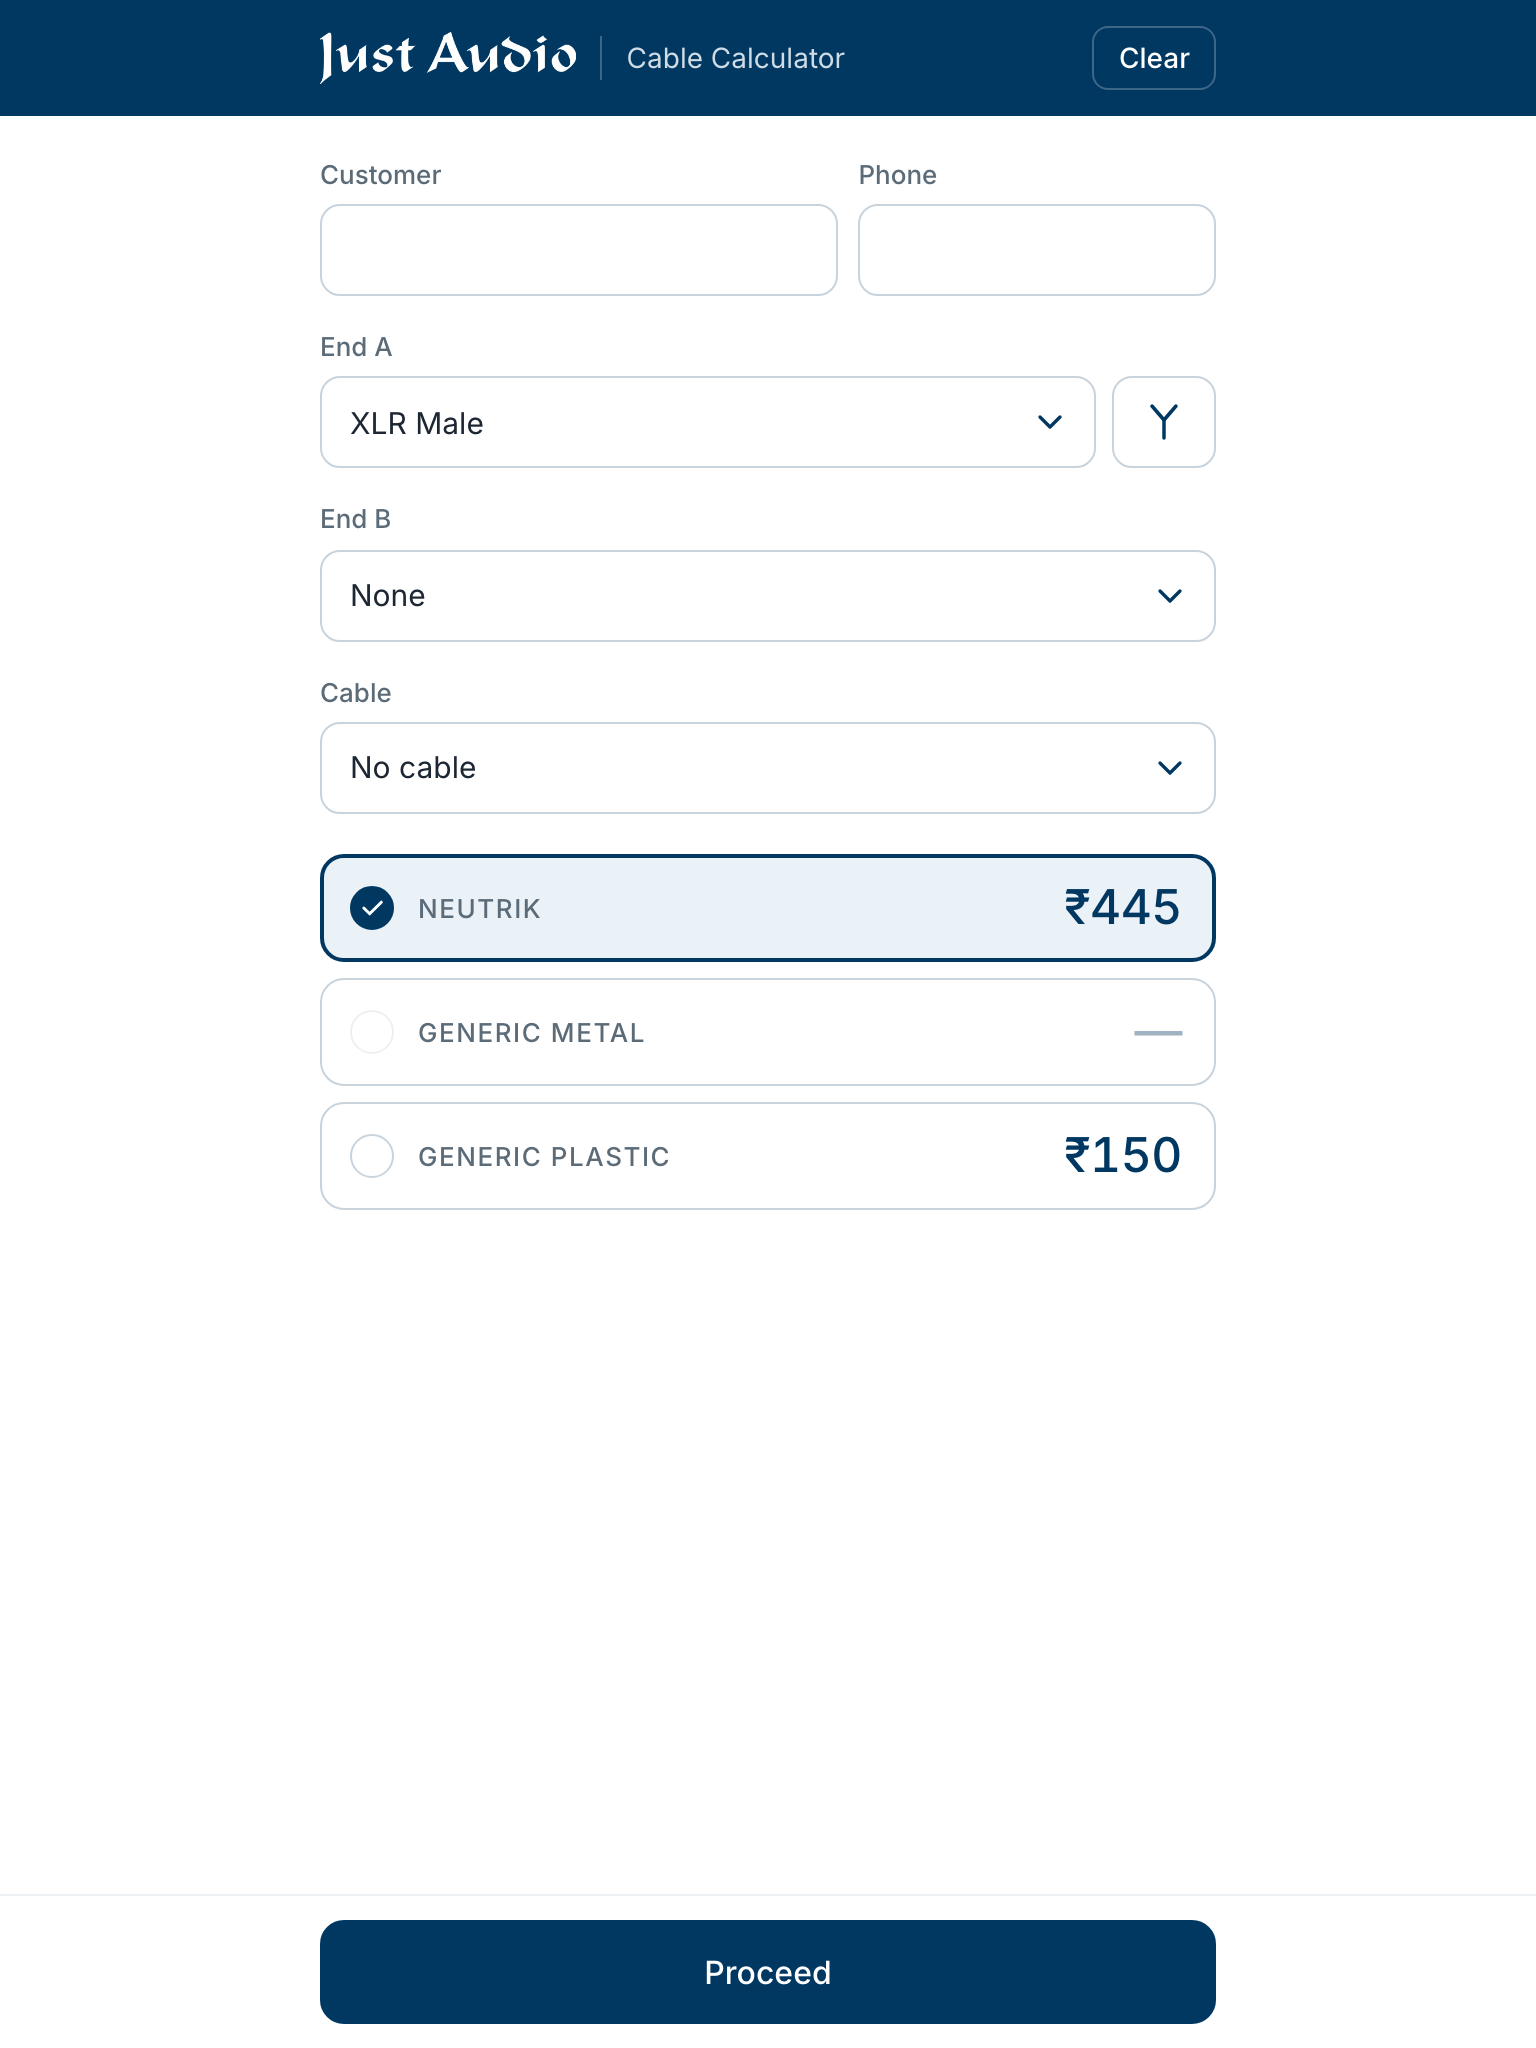 Just Audio
Cable Calculator
Clear
Customer
Phone
End A
XLR Male
End B
None
Cable
No cable
NEUTRIK
₹445
GENERIC METAL
—
GENERIC PLASTIC
₹150
Proceed